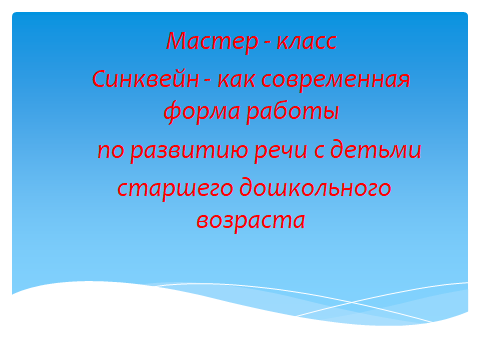 Мастер - класс
Синквейн - как современная
форма работы
по развитию речи с детьми
старшего дошкольного
возраста